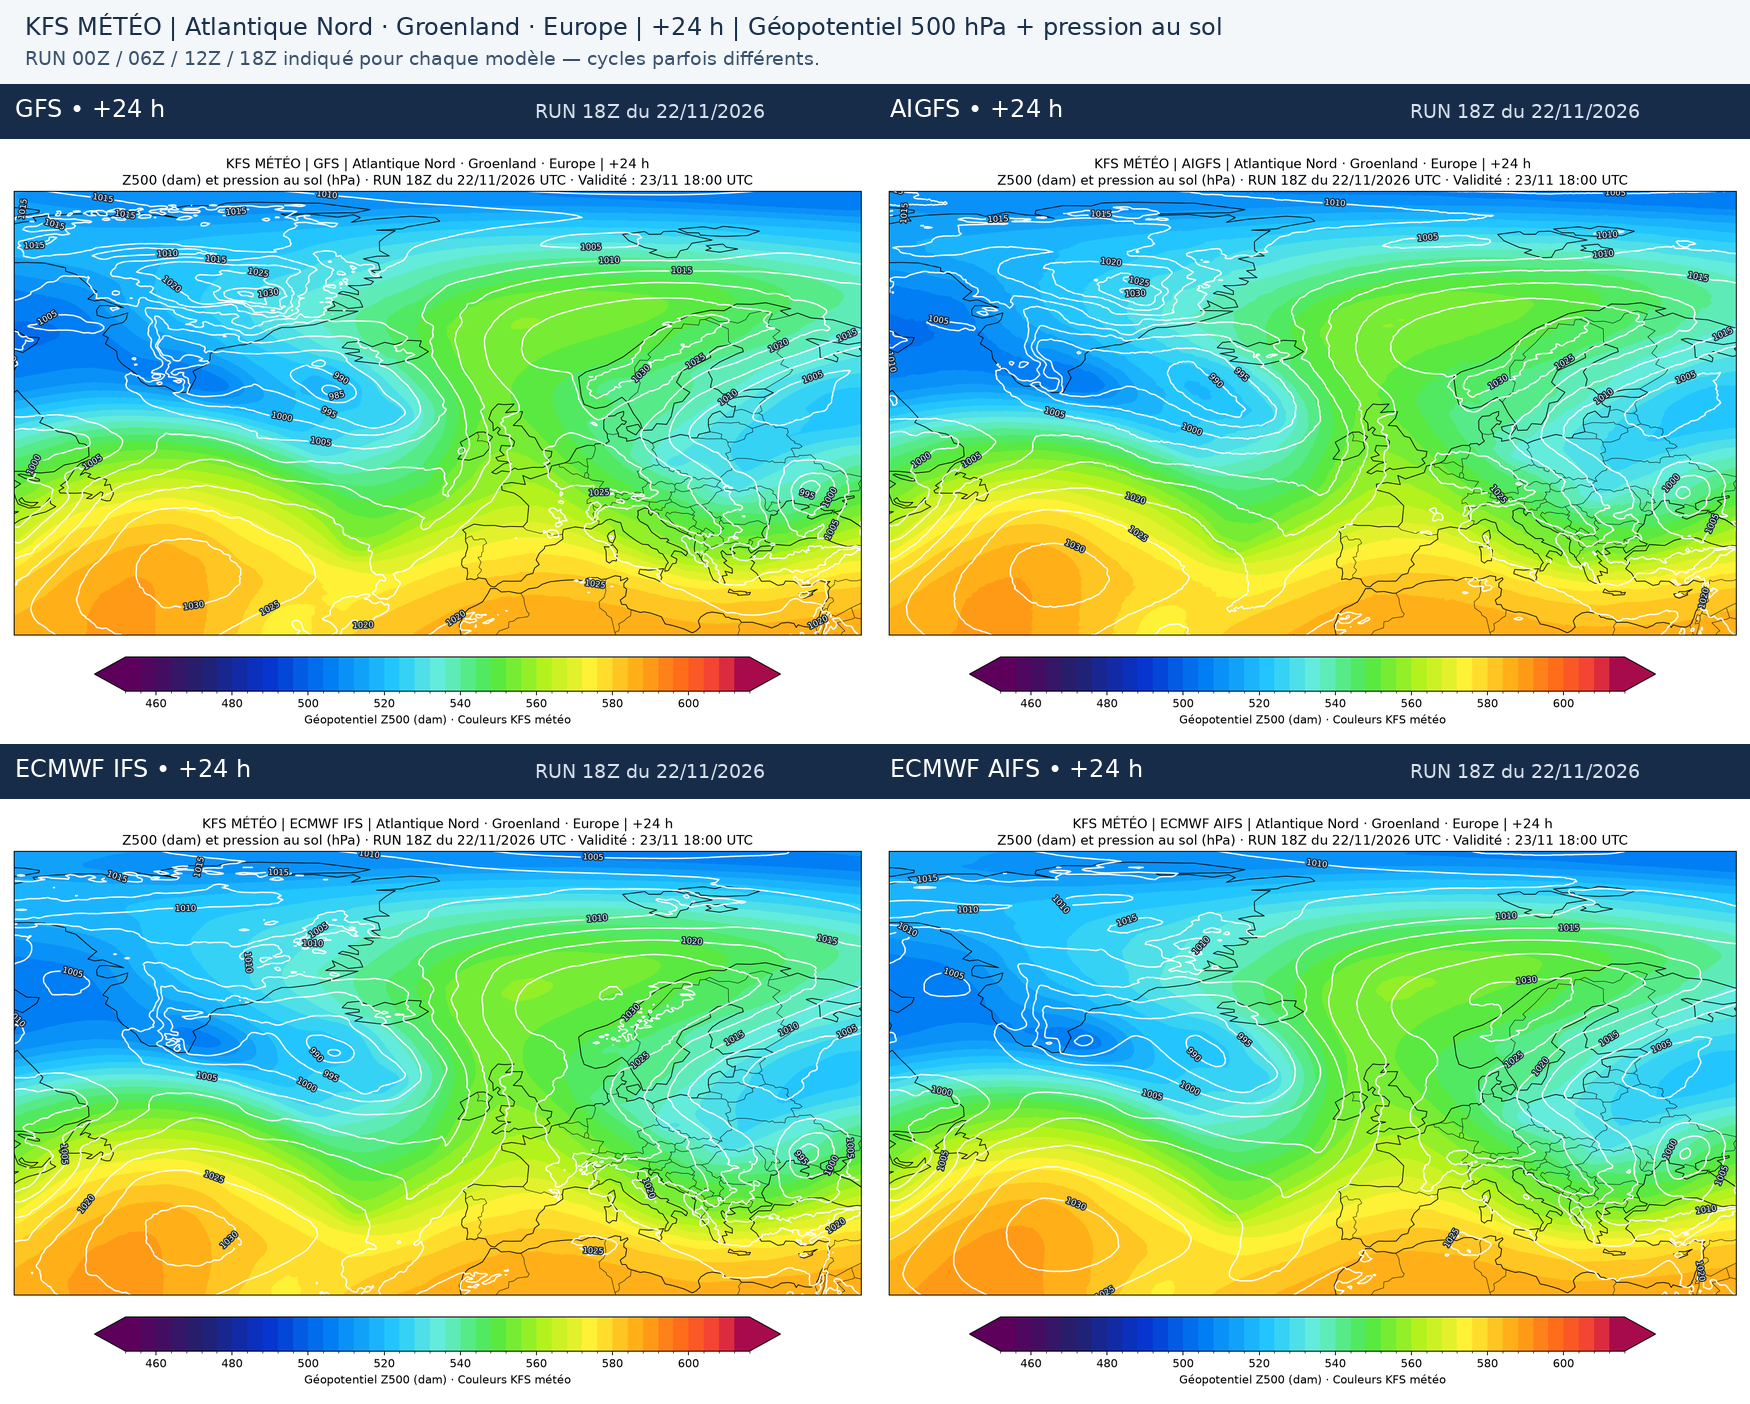 KFS MÉTÉO | Atlantique Nord · Groenland · Europe | +24 h | Géopotentiel 500 hPa + pression au sol
RUN 00Z / 06Z / 12Z / 18Z indiqué pour chaque modèle — cycles parfois différents.
GFS • +24 h
RUN 18Z du 22/11/2026
AIGFS • +24 h
RUN 18Z du 22/11/2026
KFS MÉTÉO | GFS | Atlantique Nord · Groenland · Europe | +24 h
Z500 (dam) et pression au sol (hPa) · RUN 18Z du 22/11/2026 UTC · Validité : 23/11 18:00 UTC
KFS MÉTÉO | AIGFS | Atlantique Nord · Groenland · Europe | +24 h
Z500 (dam) et pression au sol (hPa) · RUN 18Z du 22/11/2026 UTC · Validité : 23/11 18:00 UTC
460 480 500 520 540 560 580 600
Géopotentiel Z500 (dam) · Couleurs KFS météo
460 480 500 520 540 560 580 600
Géopotentiel Z500 (dam) · Couleurs KFS météo
ECMWF IFS • +24 h
RUN 18Z du 22/11/2026
ECMWF AIFS • +24 h
RUN 18Z du 22/11/2026
KFS MÉTÉO | ECMWF IFS | Atlantique Nord · Groenland · Europe | +24 h
Z500 (dam) et pression au sol (hPa) · RUN 18Z du 22/11/2026 UTC · Validité : 23/11 18:00 UTC
KFS MÉTÉO | ECMWF AIFS | Atlantique Nord · Groenland · Europe | +24 h
Z500 (dam) et pression au sol (hPa) · RUN 18Z du 22/11/2026 UTC · Validité : 23/11 18:00 UTC
460 480 500 520 540 560 580 600
Géopotentiel Z500 (dam) · Couleurs KFS météo
460 480 500 520 540 560 580 600
Géopotentiel Z500 (dam) · Couleurs KFS météo